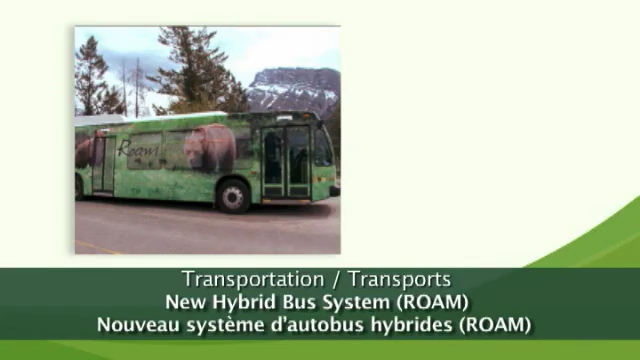 Roam
Transportation / Transports
New Hybrid Bus System (ROAM)
Nouveau système d'autobus hybrides (ROAM)